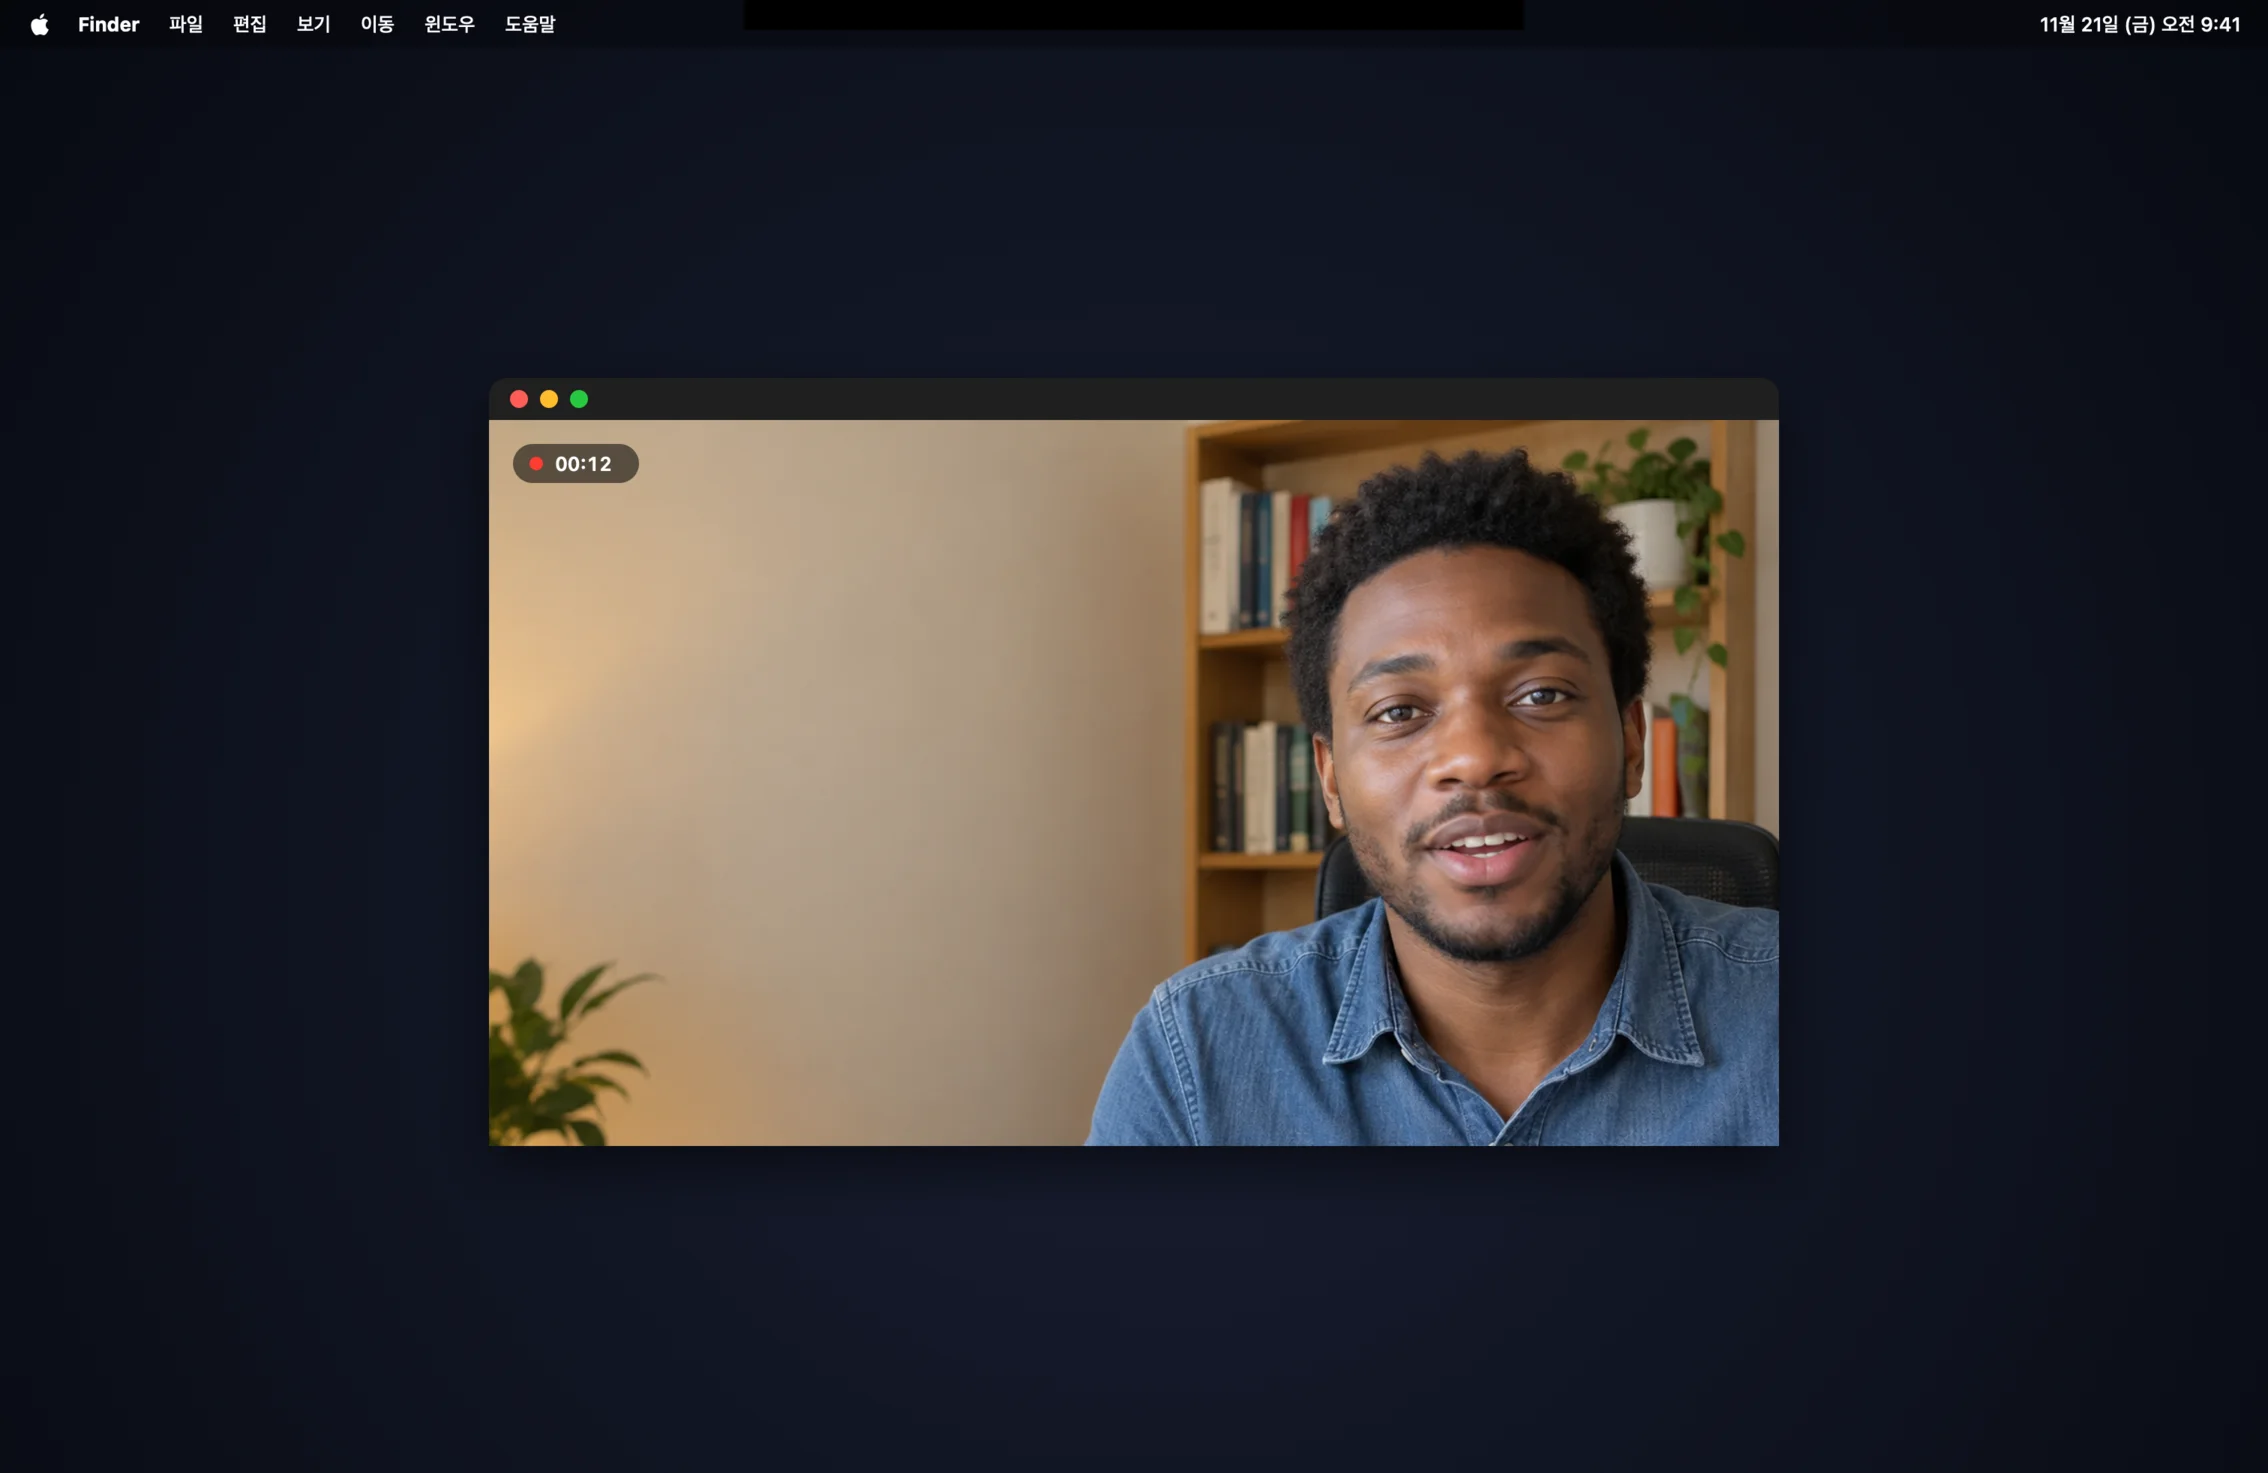 Finder 파일 편집 보기 이동 윈도우 도움말 11월 21일 (금) 오전 9:41
00:12